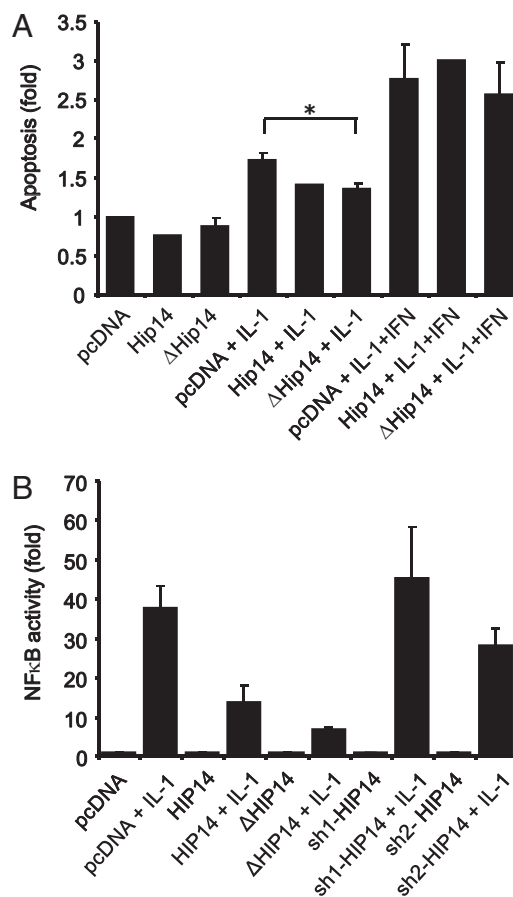 A
Apoptosis (fold)
3.5
3
2.5
2
1.5
1
0.5
0
*
pcDNA
Hip14
ΔHip14
pcDNA + IL-1
Hip14 + IL-1
ΔHip14 + IL-1
pcDNA + IL-1+IFN
Hip14 + IL-1+IFN
ΔHip14 + IL-1+IFN
B
NFκB activity (fold)
70
60
50
40
30
20
10
0
pcDNA
pcDNA + IL-1
HIP14
HIP14 + IL-1
ΔHIP14
ΔHIP14 + IL-1
sh1-HIP14
sh1-HIP14 + IL-1
sh2- HIP14
sh2-HIP14 + IL-1